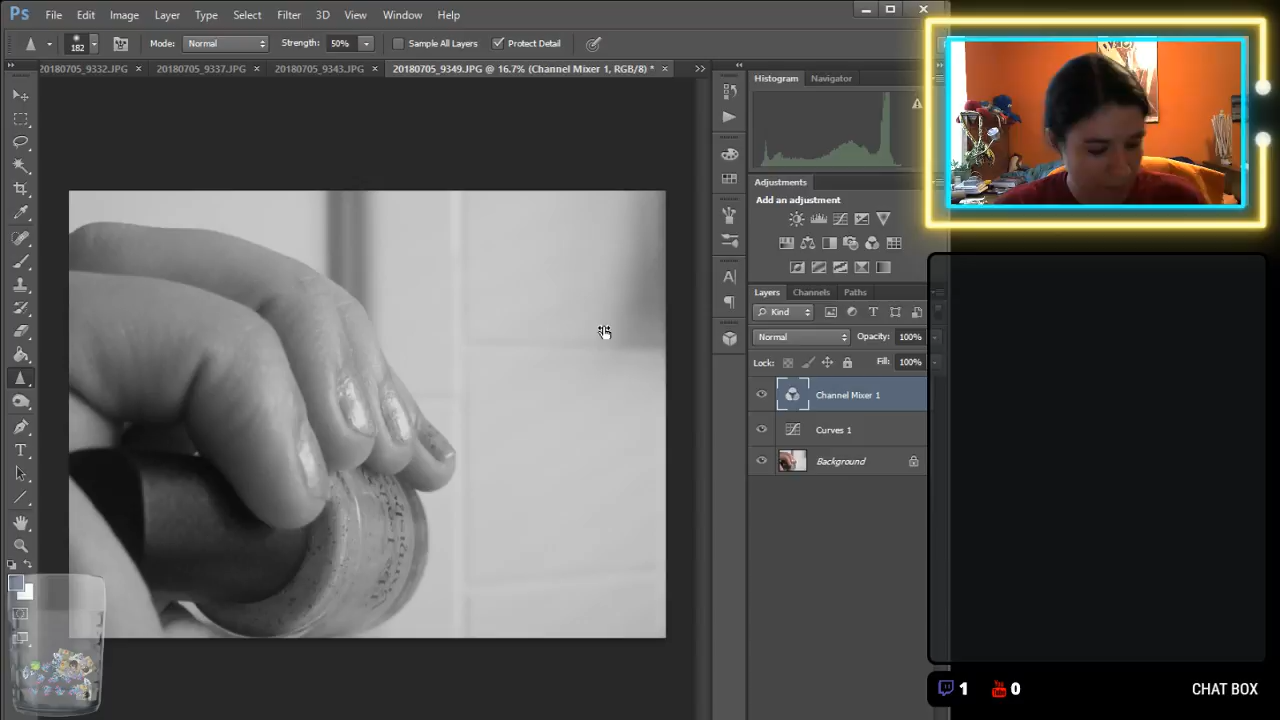 Ps File Edit Image Layer Type Select Filter 3D View Window Help
182 Mode: Normal Strength: 50% Sample All Layers Protect Detail
20180705_9332.JPG × 20180705_9337.JPG × 20180705_9343.JPG × 20180705_9349.JPG @ 16.7% (Channel Mixer 1, RGB/8) * ×
Histogram Navigator
Adjustments
Add an adjustment
Layers Channels Paths
Kind
Normal Opacity: 100%
Lock: Fill: 100%
Channel Mixer 1
Curves 1
Background
1 0 CHAT BOX